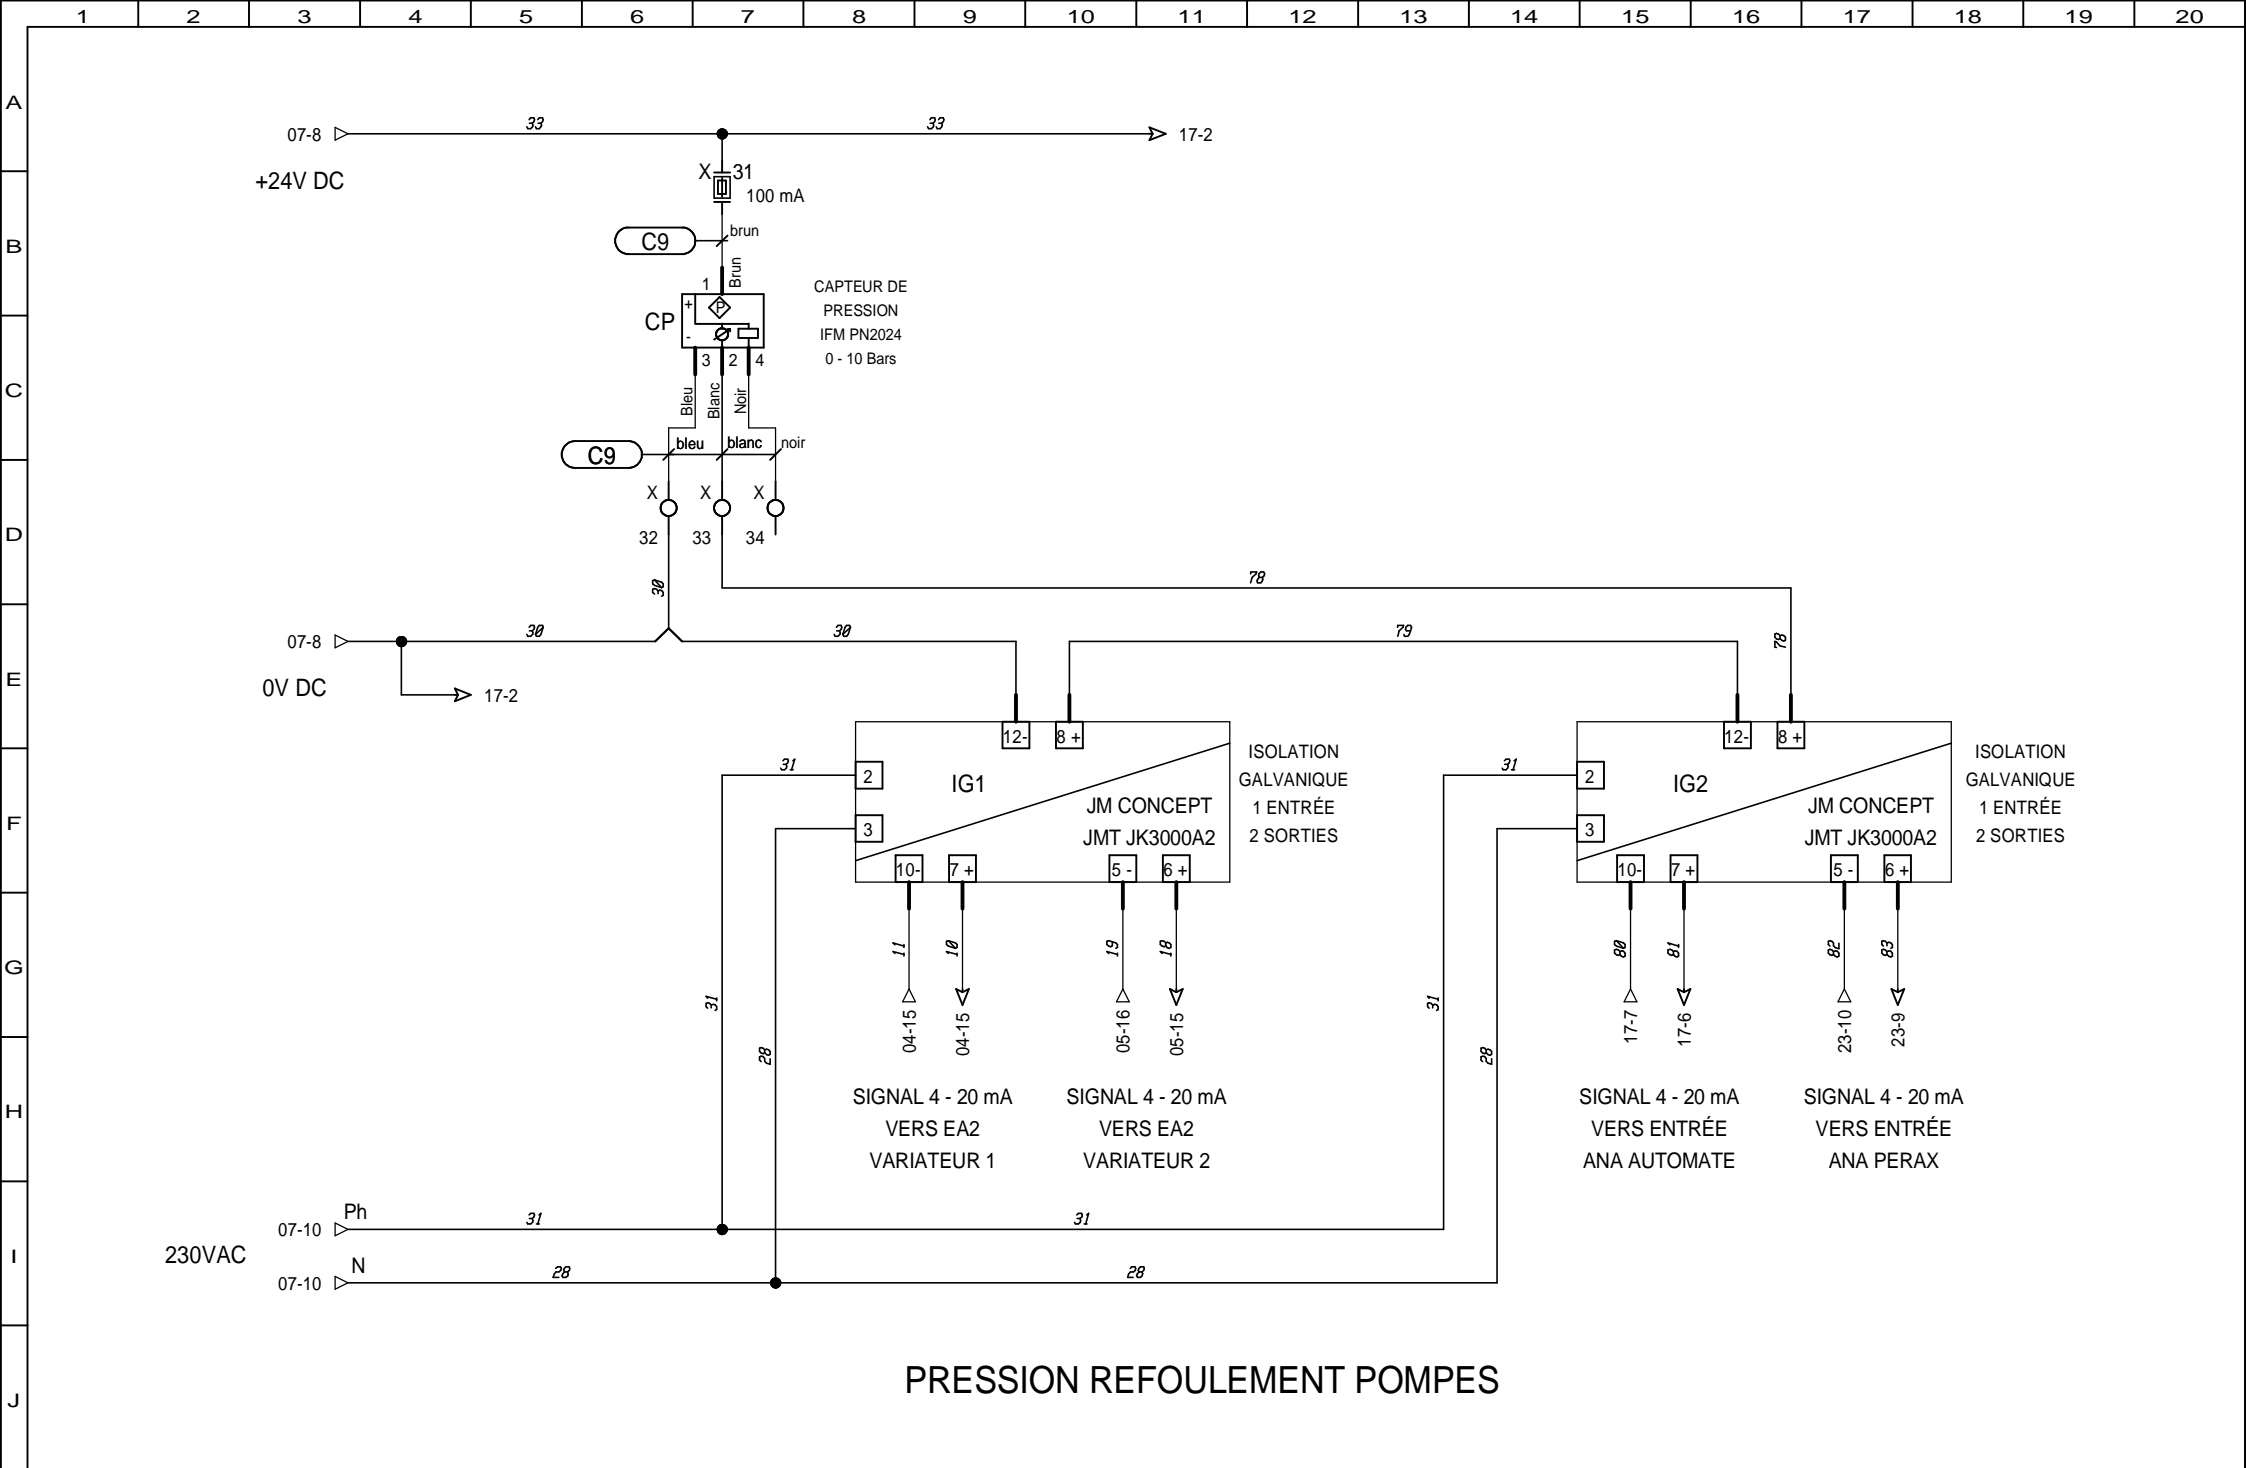 1 2 3 4 5 6 7 8 9 10 11 12 13 14 15 16 17 18 19 20
A
07-8 33 33 17-2
+24V DC
X 31
100 mA
B
C9 brun
Brun
1
CAPTEUR DE
PRESSION
IFM PN2024
0 - 10 Bars
+ P
CP
-
3 2 4
C
Bleu Blanc Noir
C9 bleu blanc noir
X X X
D
32 33 34
30
78
07-8 30 30 79 78
E
0V DC
17-2
12- 8 +
12- 8 +
F
31 2 IG1
JM CONCEPT
JMT JK3000A2
3
10- 7 + 5 - 6 +
ISOLATION
GALVANIQUE
1 ENTRÉE
2 SORTIES
31 2 IG2
JM CONCEPT
JMT JK3000A2
3
10- 7 + 5 - 6 +
ISOLATION
GALVANIQUE
1 ENTRÉE
2 SORTIES
G
11 10 19 18 80 81 82 83
31 31
04-15 04-15 05-16 05-15 17-7 17-6 23-10 23-9
28 28
H
SIGNAL 4 - 20 mA
VERS EA2
VARIATEUR 1
SIGNAL 4 - 20 mA
VERS EA2
VARIATEUR 2
SIGNAL 4 - 20 mA
VERS ENTRÉE
ANA AUTOMATE
SIGNAL 4 - 20 mA
VERS ENTRÉE
ANA PERAX
Ph
07-10 31 31
I
230VAC
N
07-10 28 28
J
PRESSION REFOULEMENT POMPES